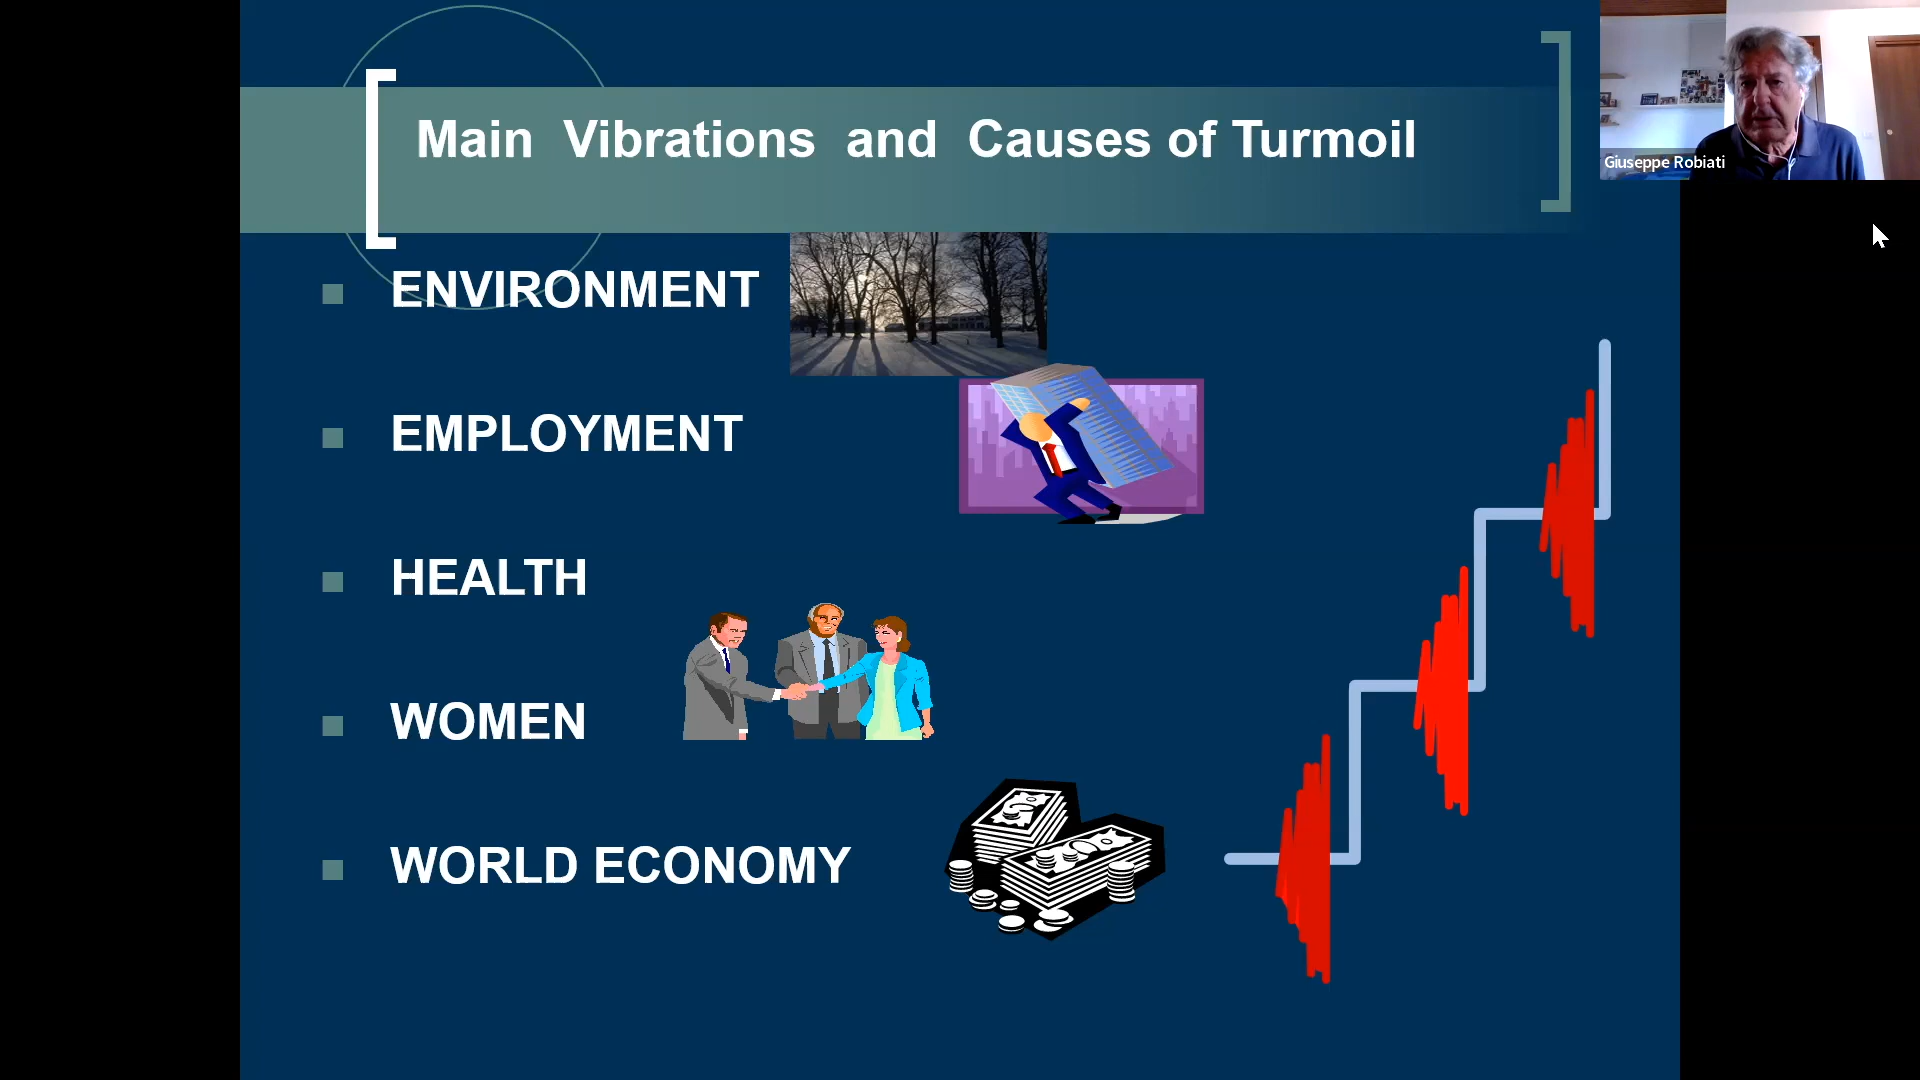 Main Vibrations and Causes of Turmoil
Giuseppe Robiati
ENVIRONMENT
EMPLOYMENT
HEALTH
WOMEN
WORLD ECONOMY